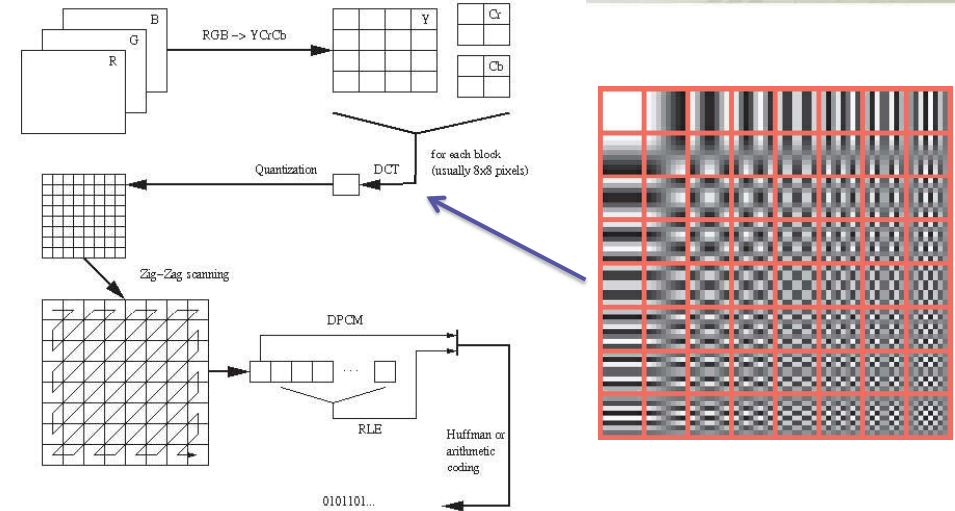 B
G
R
RGB −> YCrCb
Y
Cr
Cb
for each block
(usually 8x8 pixels)
DCT
Quantization
Zig−Zag scanning
DPCM
. . .
RLE
Huffman or
arithmetic
coding
0101101...